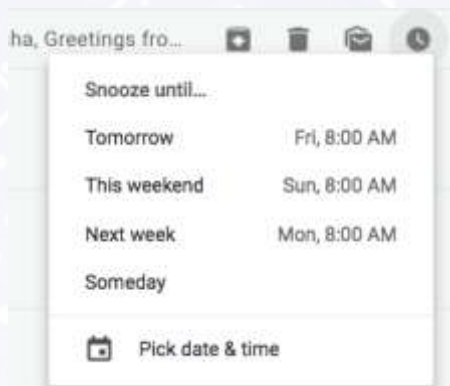 ha, Greetings fro...
Snooze until...
Tomorrow Fri, 8:00 AM
This weekend Sun, 8:00 AM
Next week Mon, 8:00 AM
Someday
Pick date & time